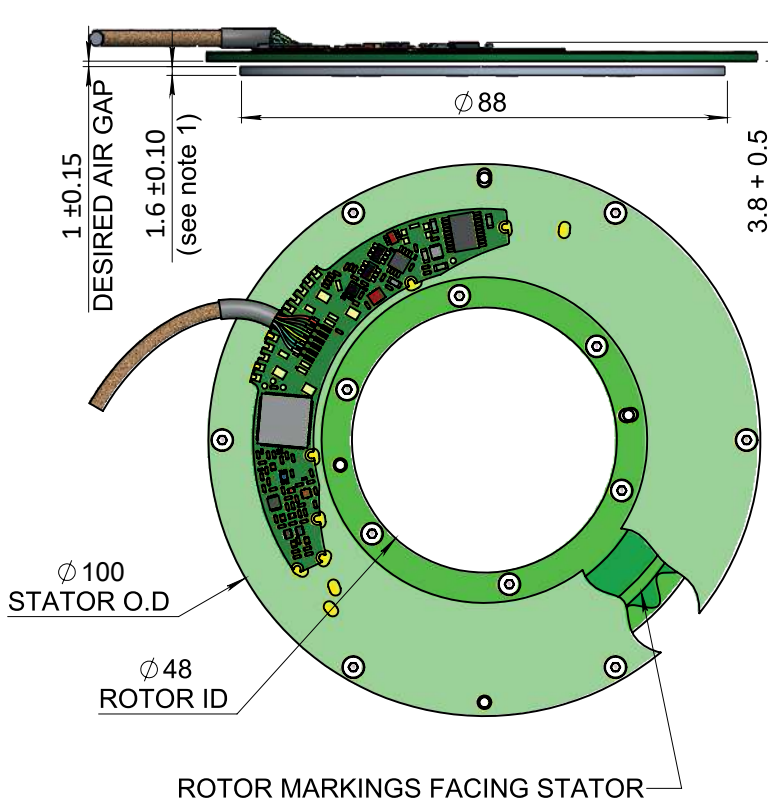 1 ±0.15
DESIRED AIR GAP
1.6 ±0.10
(see note 1)
∅ 88
3.8 + 0.5
∅ 100
STATOR O.D
∅ 48
ROTOR ID
ROTOR MARKINGS FACING STATOR